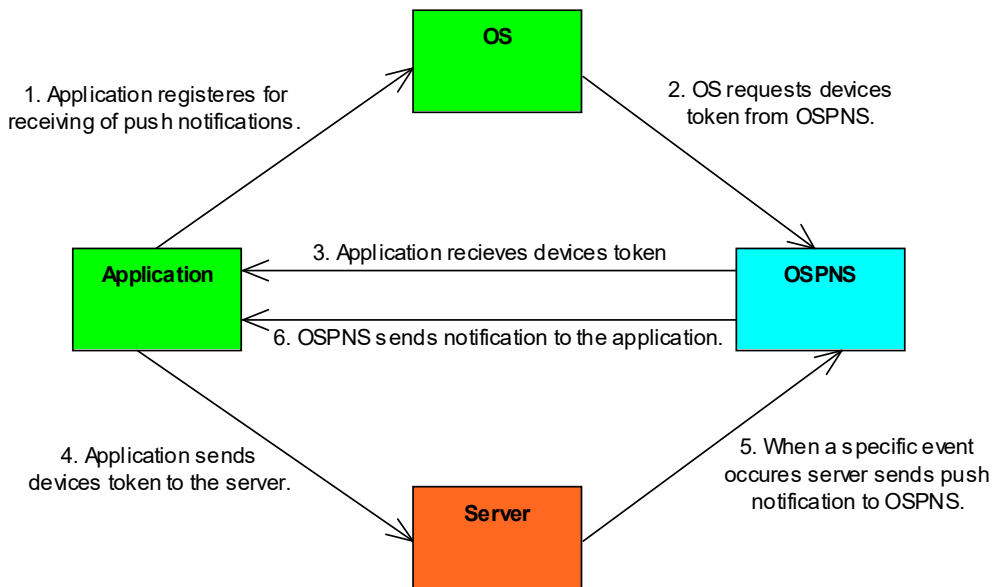 OS
1. Application registeres for
receiving of push notifications.
2. OS requests devices
token from OSPNS.
Application
3. Application recieves devices token
OSPNS
6. OSPNS sends notification to the application.
4. Application sends
devices token to the server.
5. When a specific event
occures server sends push
notification to OSPNS.
Server